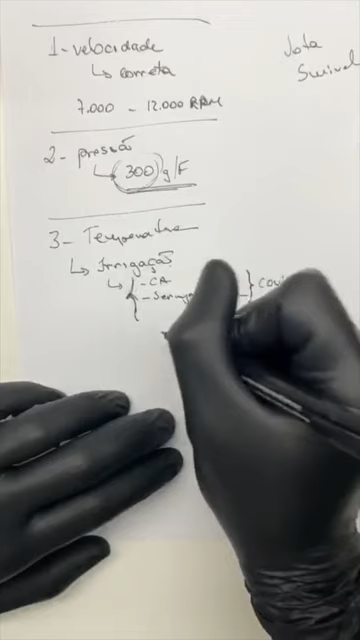 1- velocidade
↳ correta
7.000 - 12.000 RPM
2- pressão
↳ 300 g/F
3- Temperatura
↳ Irrigação
↳ - CA
Jota